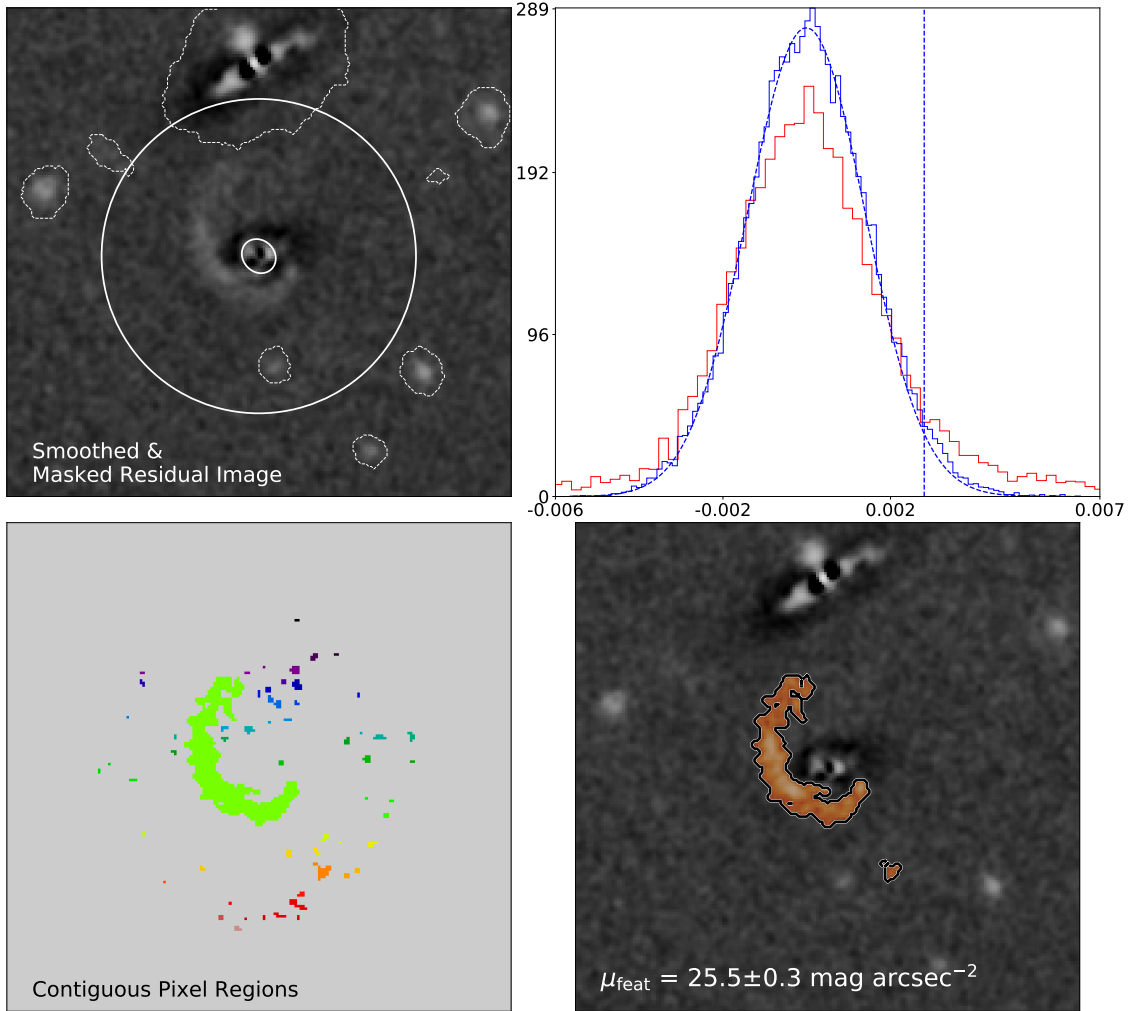 Smoothed &
Masked Residual Image
289
192
96
0
-0.006 -0.002 0.002 0.007
Contiguous Pixel Regions
μfeat = 25.5±0.3 mag arcsec−2